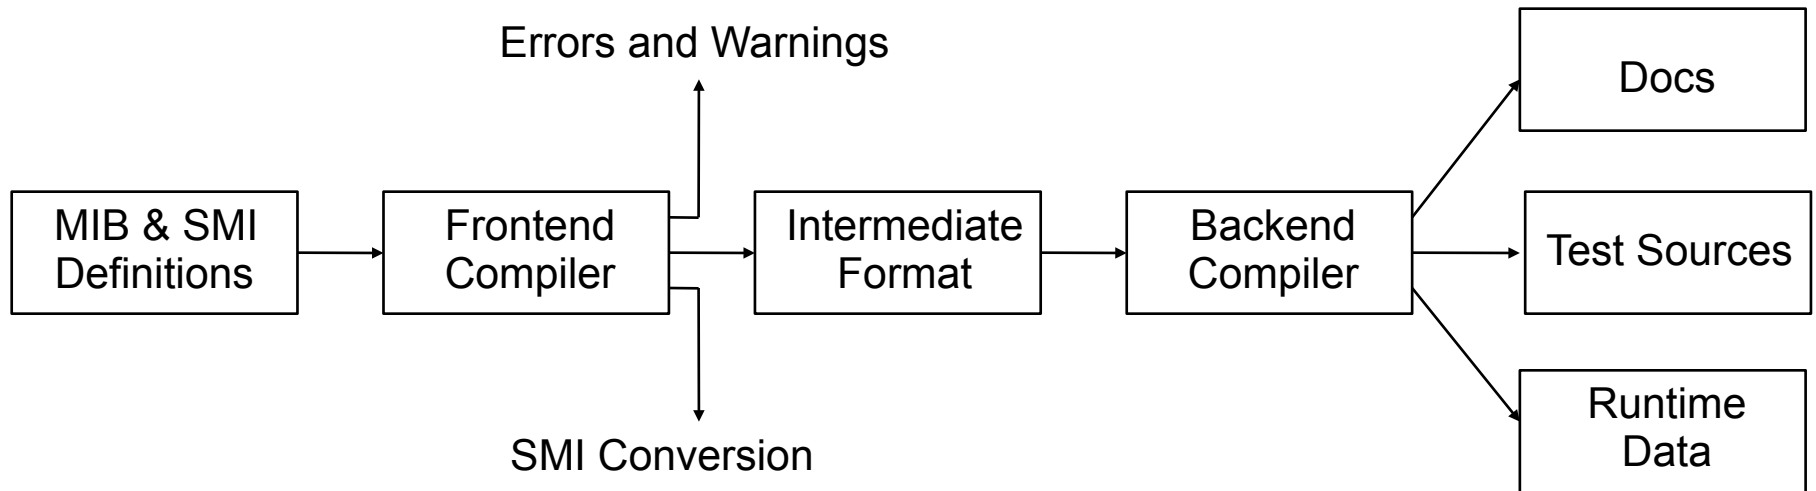 Errors and Warnings
Docs
MIB & SMI
Definitions
Frontend
Compiler
Intermediate
Format
Backend
Compiler
Test Sources
SMI Conversion
Runtime
Data